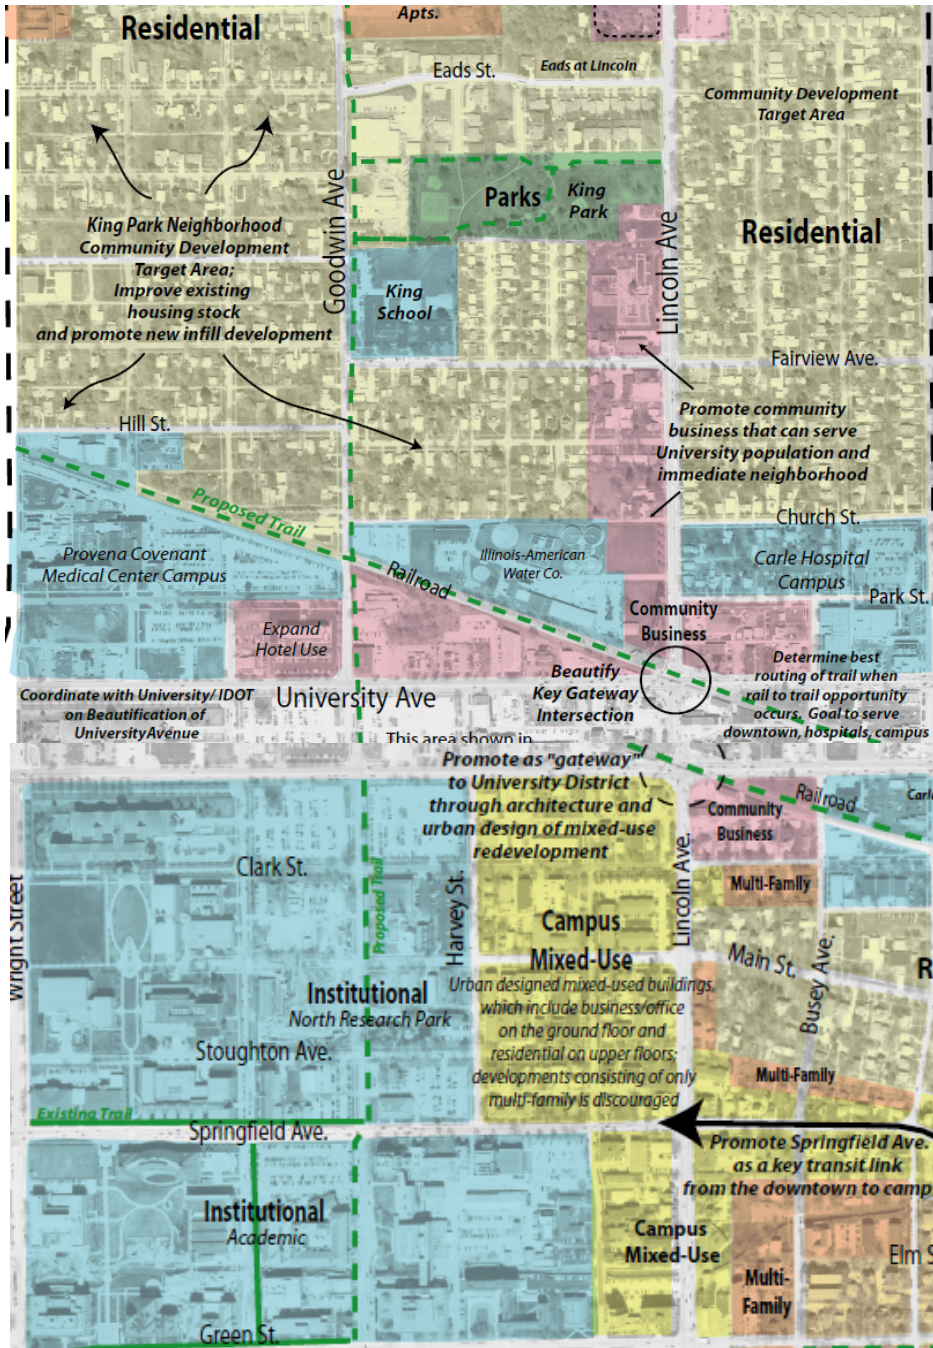 Residential
Apts.
Eads St.
Eads at Lincoln
Community Development
Target Area
Goodwin Ave
Parks
King
Park
Lincoln Ave
Residential
King Park Neighborhood
Community Development
Target Area;
Improve existing
housing stock
and promote new infill development
King
School
Fairview Ave.
Hill St.
Promote community
business that can serve
University population and
immediate neighborhood
Proposed Trail
Church St.
Provena Covenant
Medical Center Campus
Railroad
Illinois-American
Water Co.
Carle Hospital
Campus
Park St.
Expand
Hotel Use
Community
Business
Beautify
Key Gateway
Intersection
Determine best
routing of trail when
rail to trail opportunity
occurs. Goal to serve
downtown, hospitals, campus
Coordinate with University/ IDOT
on Beautification of
UniversityAvenue
University Ave
This area shown in
Promote as "gateway"
to University District
through architecture and
urban design of mixed-use
redevelopment
Railroad
Community
Business
Clark St.
Proposed Trail
Harvey St.
Lincoln Ave.
Multi-Family
Wright Street
Campus
Mixed-Use
Main St.
Busey Ave.
R
Institutional
North Research Park
Urban designed mixed-used buildings,
which include business/office
on the ground floor and
residential on upper floors;
developments consisting of only
multi-family is discouraged
Stoughton Ave.
Multi-Family
Existing Trail
Springfield Ave.
Promote Springfield Ave.
as a key transit link
from the downtown to camp
Institutional
Academic
Campus
Mixed-Use
Elm S
Multi-
Family
Green St.